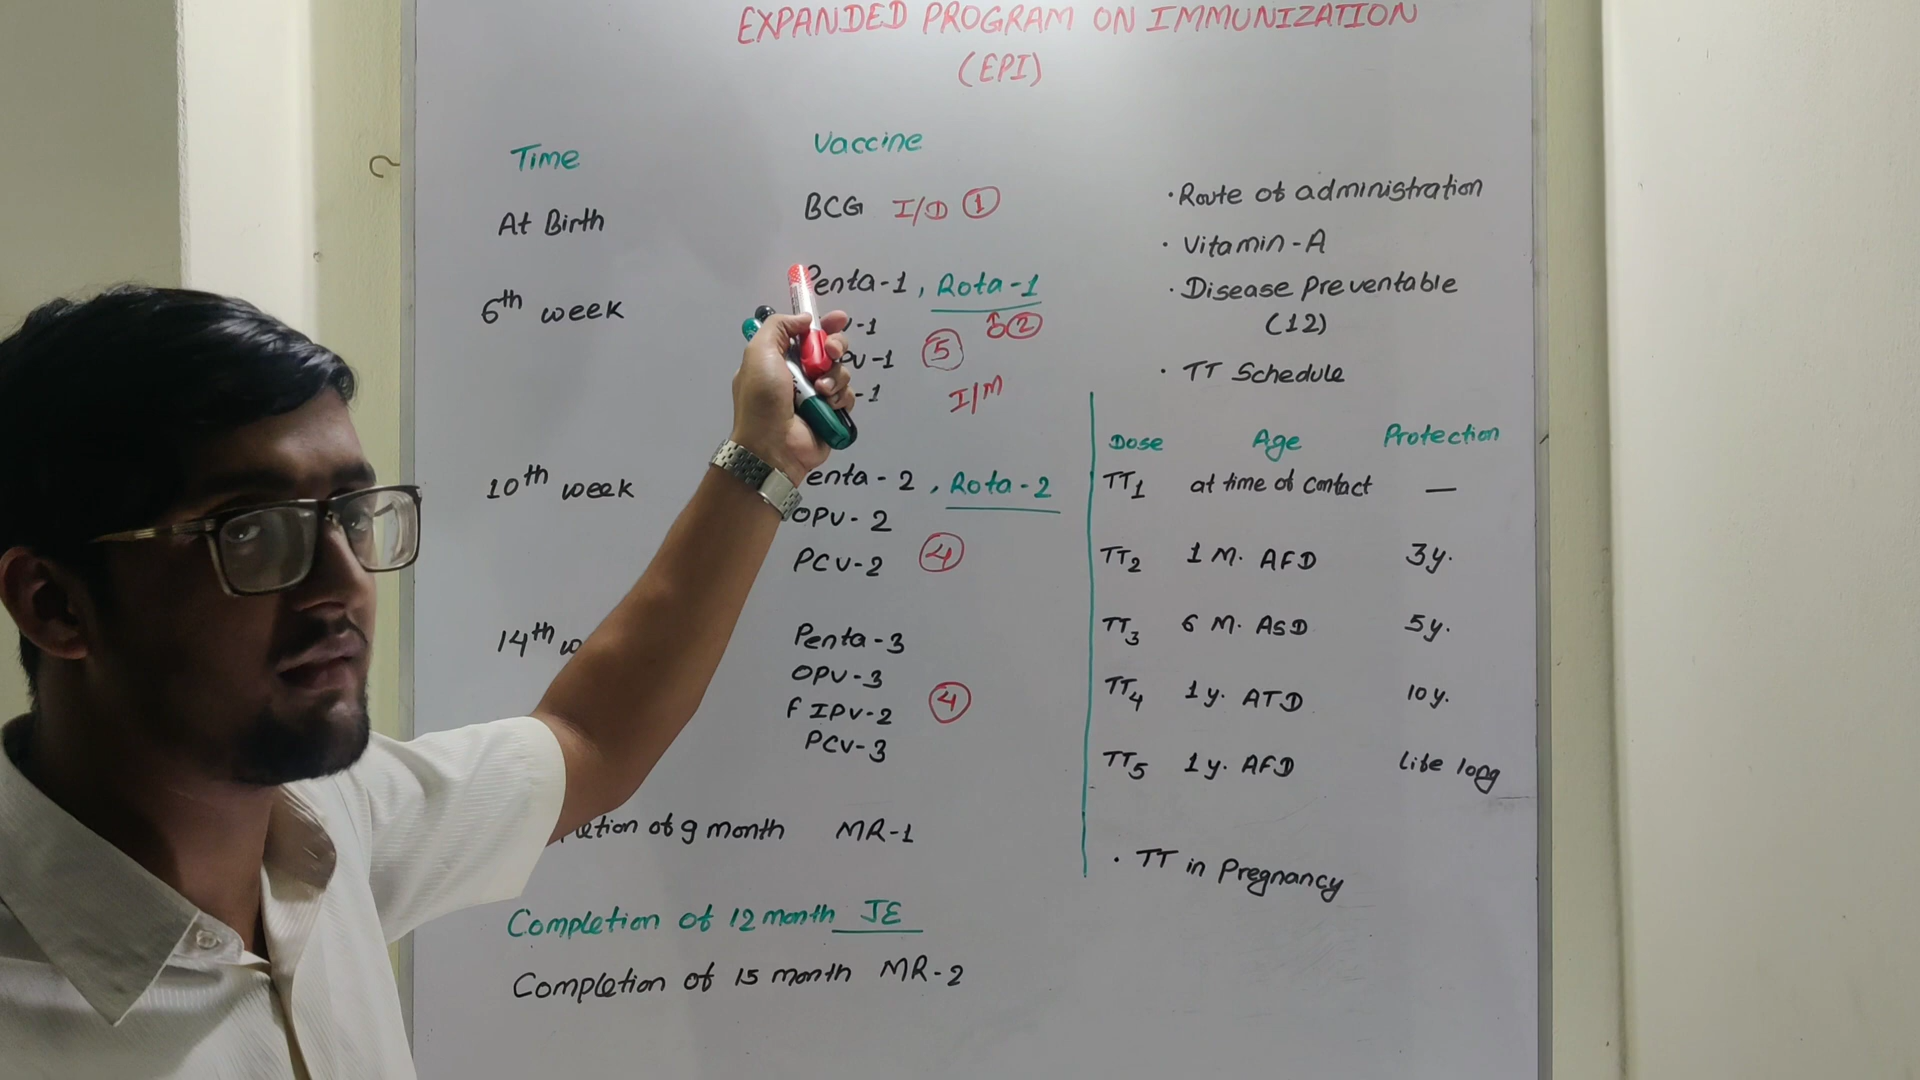 EXPANDED PROGRAM ON IMMUNIZATION
(EPI)
Time Vaccine
At Birth BCG I/D ①
6th week Penta-1, Rota-1
-1 ②
-1 ⑤
-1 I/M
10th week enta-2, Rota-2
OPV-2
PCV-2 ④
14th Penta-3
OPV-3
f IPV-2 ④
PCV-3
etion of 9 month MR-1
Completion of 12 month JE
Completion of 15 month MR-2
· Route of administration
· Vitamin-A
· Disease Preventable
(12)
· TT Schedule
Dose Age Protection
TT1 at time of contact —
TT2 1 M. AFD 3y.
TT3 6 M. ASD 5y.
TT4 1y. ATD 10y.
TT5 1y. AFD life long
· TT in Pregnancy